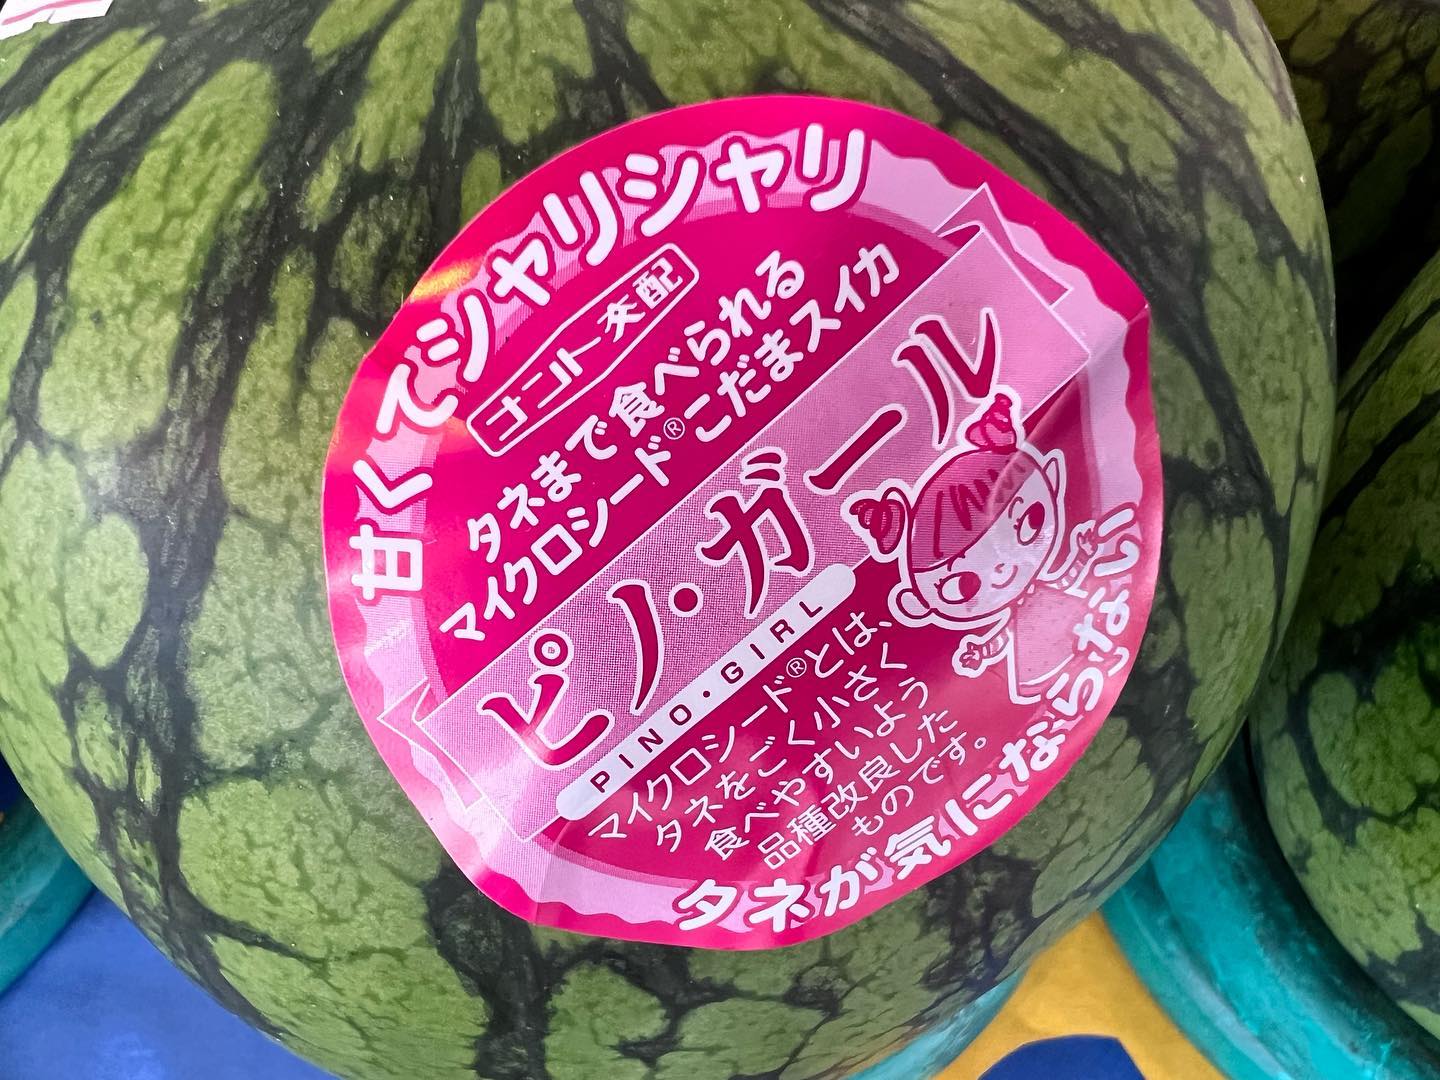 甘くてシャリシャリ
ナント交配
タネまで食べられる
マイクロシード®こだまスイカ
ピノ・ガール
PINO・GIRL
マイクロシード®とは、
タネをごく小さく
食べやすいよう
品種改良した
ものです。
タネが気にならない